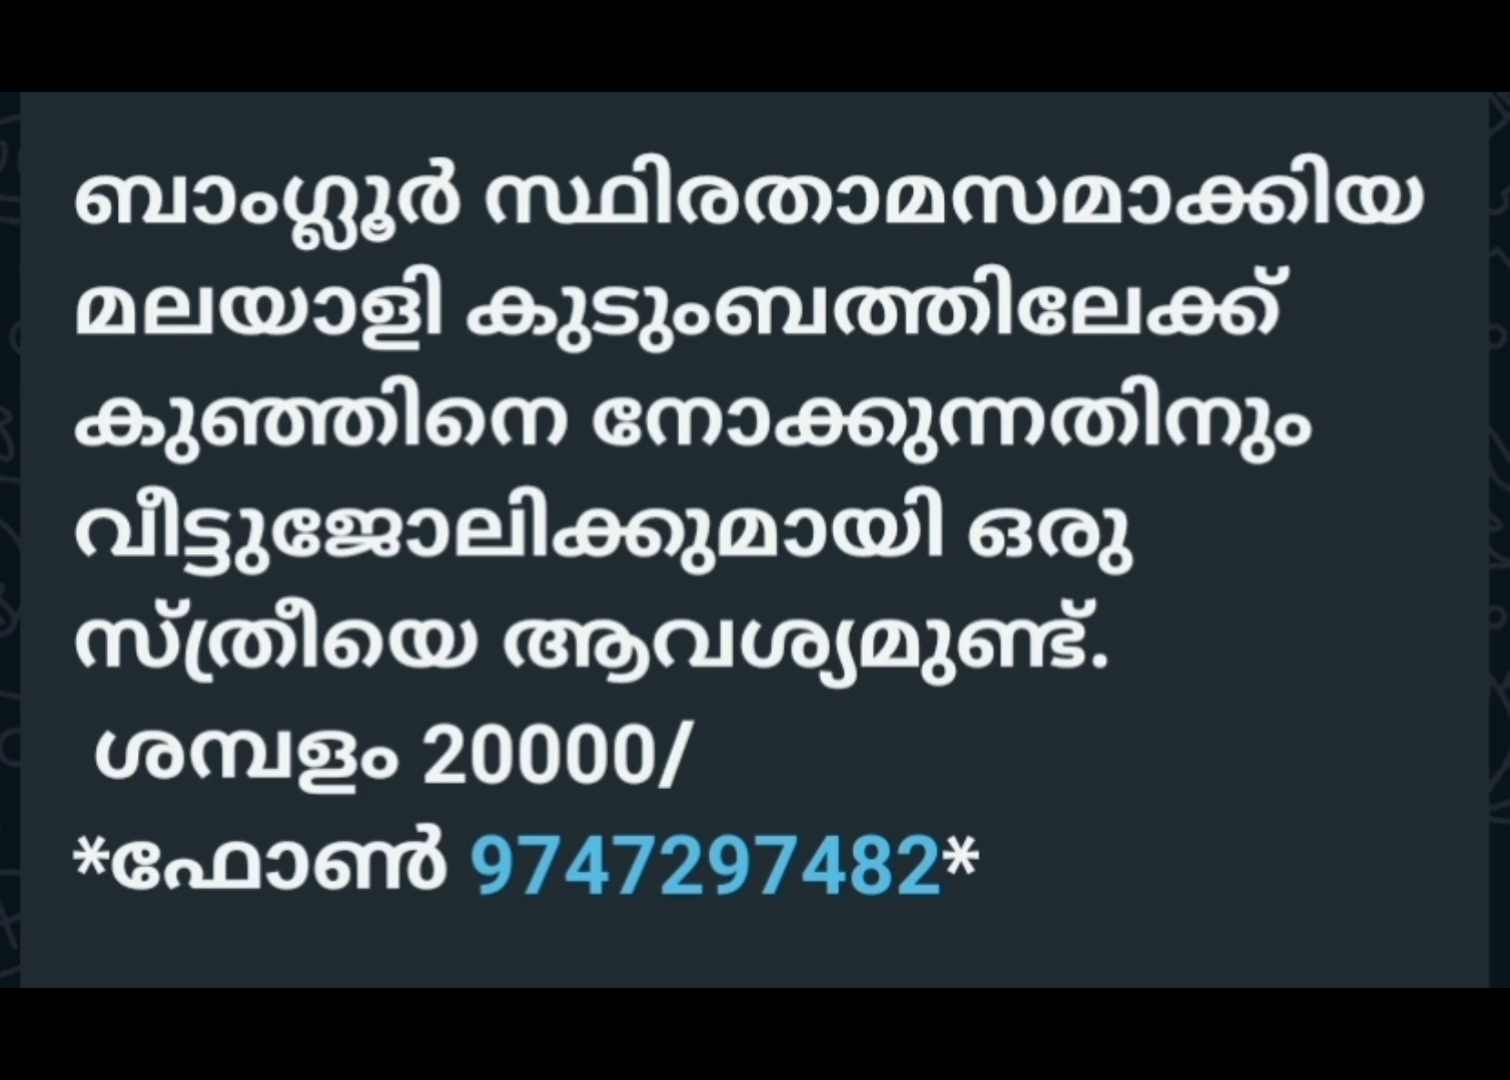 ബാംഗ്ലൂർ സ്ഥിരതാമസമാക്കിയ
മലയാളി കുടുംബത്തിലേക്ക്
കുഞ്ഞിനെ നോക്കുന്നതിനും
വീട്ടുജോലിക്കുമായി ഒരു
സ്ത്രീയെ ആവശ്യമുണ്ട്.
ശമ്പളം 20000/
*ഫോൺ 9747297482*